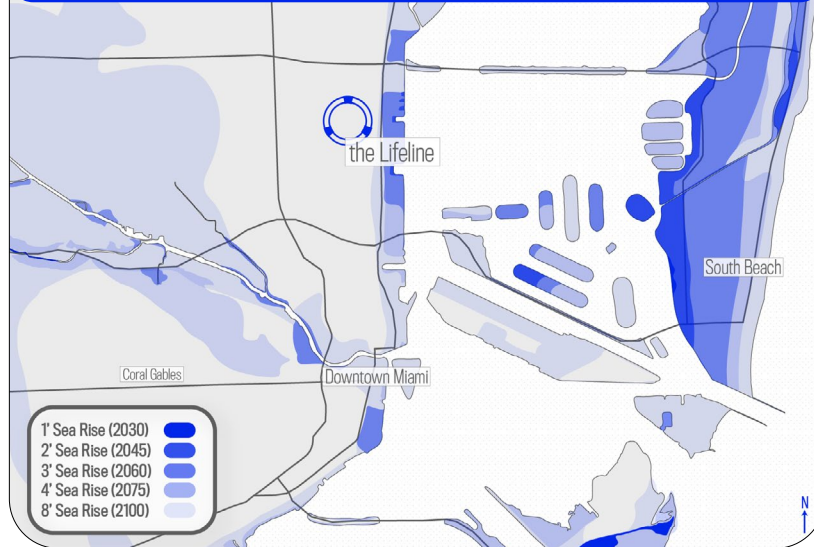 the Lifeline
South Beach
Coral Gables
Downtown Miami
1' Sea Rise (2030)
2' Sea Rise (2045)
3' Sea Rise (2060)
4' Sea Rise (2075)
8' Sea Rise (2100)
N